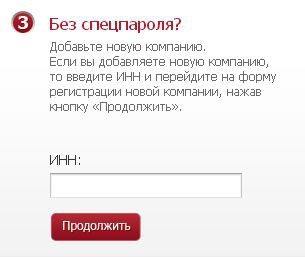 3 Без спецпароля?
Добавьте новую компанию.
Если вы добавляете новую компанию,
то введите ИНН и перейдите на форму
регистрации новой компании, нажав
кнопку «Продолжить».
ИНН:
Продолжить